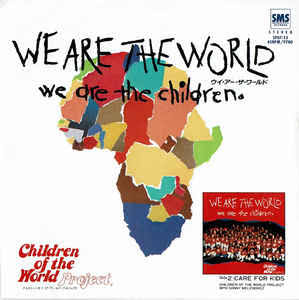 SMS
RECORDS
STEREO
WE ARE THE WORLD
ウイ・アー・ザ・ワールド
we are the children.
Children
of the
World Project.
WE ARE THE WORLD
we are the children.
2 CARE FOR KIDS
CHILDREN OF THE WORLD PROJECT